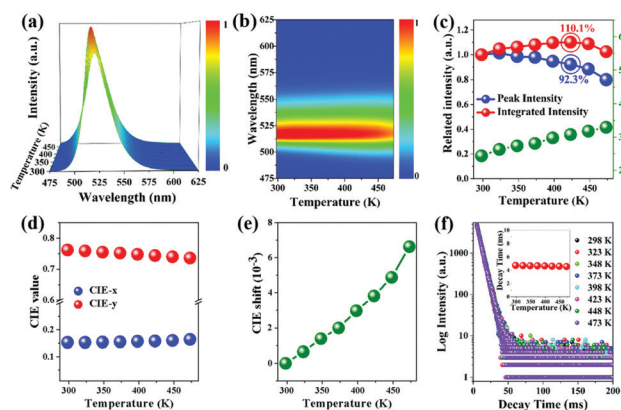 (a)
Intensity (a.u.)
Temperature (K)
450
400
350
300
475 500 525 550 575 600 625
Wavelength (nm)
1
0
(b)
Wavelength (nm)
575
550
525
500
475
300 350 400 450
Temperature (K)
1
0
(c)
Related intensity (a.u.)
1.2
1.0
0.8
0.6
0.4
0.2
0.0
110.1%
92.3%
Peak Intensity
Integrated Intensity
300 350 400 450
Temperature (K)
(d)
CIE value
0.8
0.7
0.6
0.2
0.1
CIE-x
CIE-y
300 350 400 450
Temperature (K)
(e)
CIE shift (10⁻³)
8
6
4
2
0
300 350 400 450
Temperature (K)
(f)
Log Intensity (a.u.)
1000
100
10
1
Decay Time (ms)
10
8
6
4
2
0
300 350 400 450
Temperature (K)
298 K
323 K
348 K
373 K
398 K
423 K
448 K
473 K
0 50 100 150 200
Decay Time (ms)